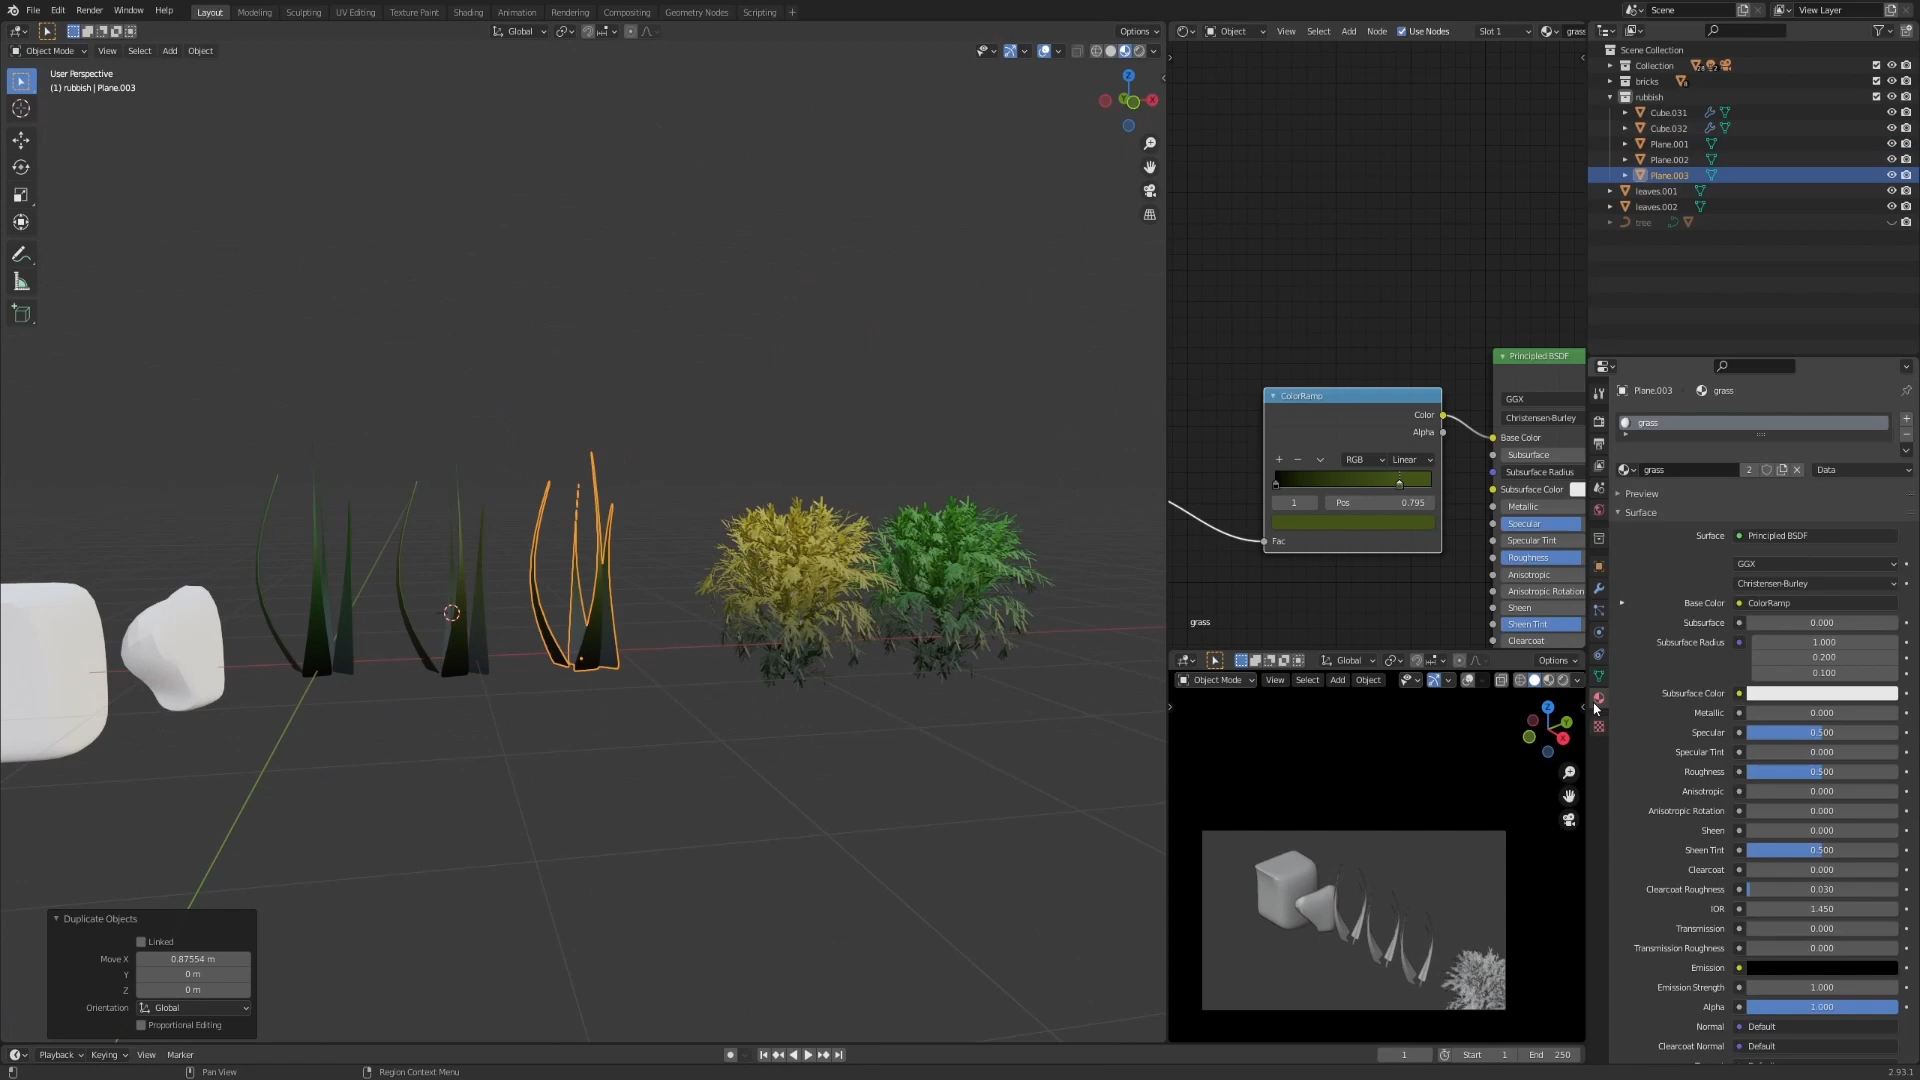 File Edit Render Window Help Layout Modeling Sculpting UV Editing Texture Paint Shading Animation Rendering Compositing Geometry Nodes Scripting +
Scene View Layer
Global Options
Object Mode View Select Add Object
User Perspective
(1) rubbish | Plane.003
Z
X
Y
Object View Select Add Node Use Nodes Slot 1
Principled BSDF
GGX
Christensen-Burley
Base Color
Subsurface
Subsurface Radius
Subsurface Color
Metallic
Specular
Specular Tint
Roughness
Anisotropic
Anisotropic Rotation
Sheen
Sheen Tint
Clearcoat
ColorRamp
Color
Alpha
RGB Linear
1 Pos 0.795
Fac
grass
Global Options
Object Mode View Select Add Object
Z
Y
X
Scene Collection
Collection 28 2
bricks 8
rubbish
Cube.031
Cube.032
Plane.001
Plane.002
Plane.003
leaves.001
leaves.002
tree
Plane.003 grass
grass
grass 2 Data
Preview
Surface
Surface Principled BSDF
GGX
Christensen-Burley
Base Color ColorRamp
Subsurface 0.000
Subsurface Radius 1.000
0.200
0.100
Subsurface Color
Metallic 0.000
Specular 0.500
Specular Tint 0.000
Roughness 0.500
Anisotropic 0.000
Anisotropic Rotation 0.000
Sheen 0.000
Sheen Tint 0.500
Clearcoat 0.000
Clearcoat Roughness 0.030
IOR 1.450
Transmission 0.000
Transmission Roughness 0.000
Emission
Emission Strength 1.000
Alpha 1.000
Normal Default
Clearcoat Normal Default
Duplicate Objects
Linked
Move X 0.87554 m
Y 0 m
Z 0 m
Orientation Global
Proportional Editing
Playback Keying View Marker 1 Start 1 End 250
Pan View Region Context Menu 2.93.1